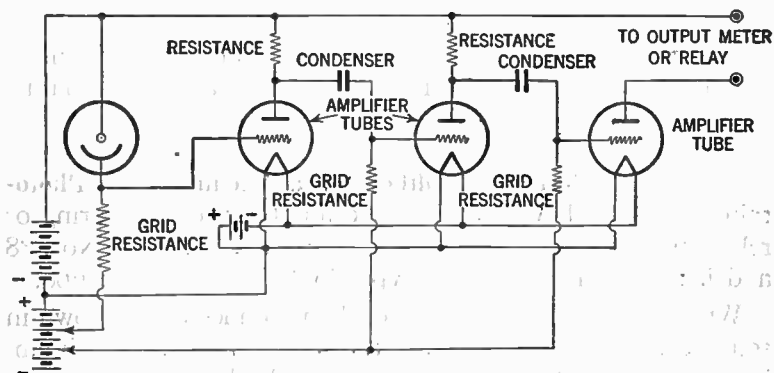 RESISTANCE
CONDENSER
RESISTANCE
CONDENSER
TO OUTPUT METER
OR RELAY
AMPLIFIER
TUBES
AMPLIFIER
TUBE
GRID
RESISTANCE
GRID
RESISTANCE
GRID
RESISTANCE
+ -
-
+
-